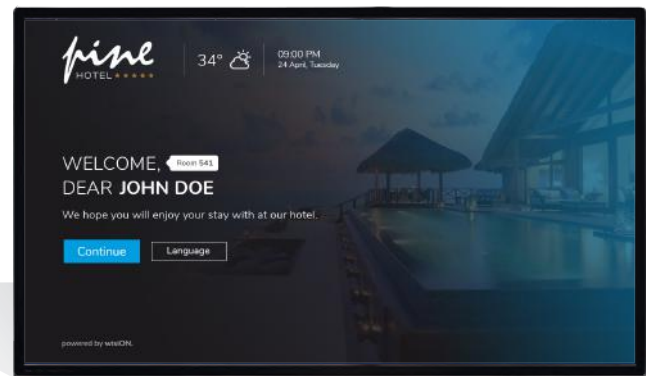 pine
HOTEL ★★★★★
34°
09:00 PM
24 April, Tuesday
WELCOME, Room 541
DEAR JOHN DOE
We hope you will enjoy your stay with at our hotel.
Continue Language
powered by wisiON.